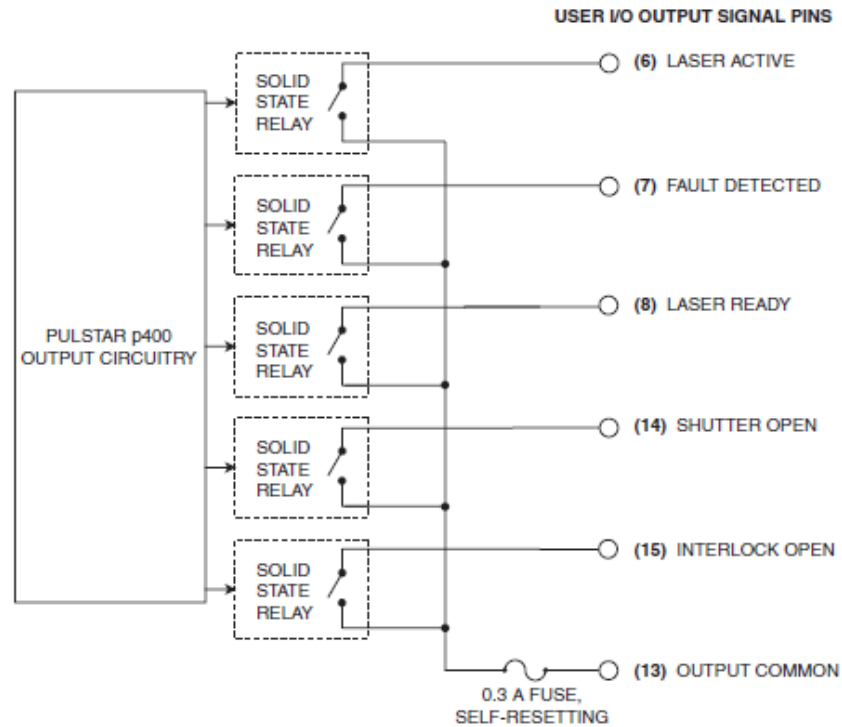 USER I/O OUTPUT SIGNAL PINS
SOLID
STATE
RELAY
(6) LASER ACTIVE
SOLID
STATE
RELAY
(7) FAULT DETECTED
PULSTAR p400
OUTPUT CIRCUITRY
SOLID
STATE
RELAY
(8) LASER READY
SOLID
STATE
RELAY
(14) SHUTTER OPEN
SOLID
STATE
RELAY
(15) INTERLOCK OPEN
(13) OUTPUT COMMON
0.3 A FUSE,
SELF-RESETTING